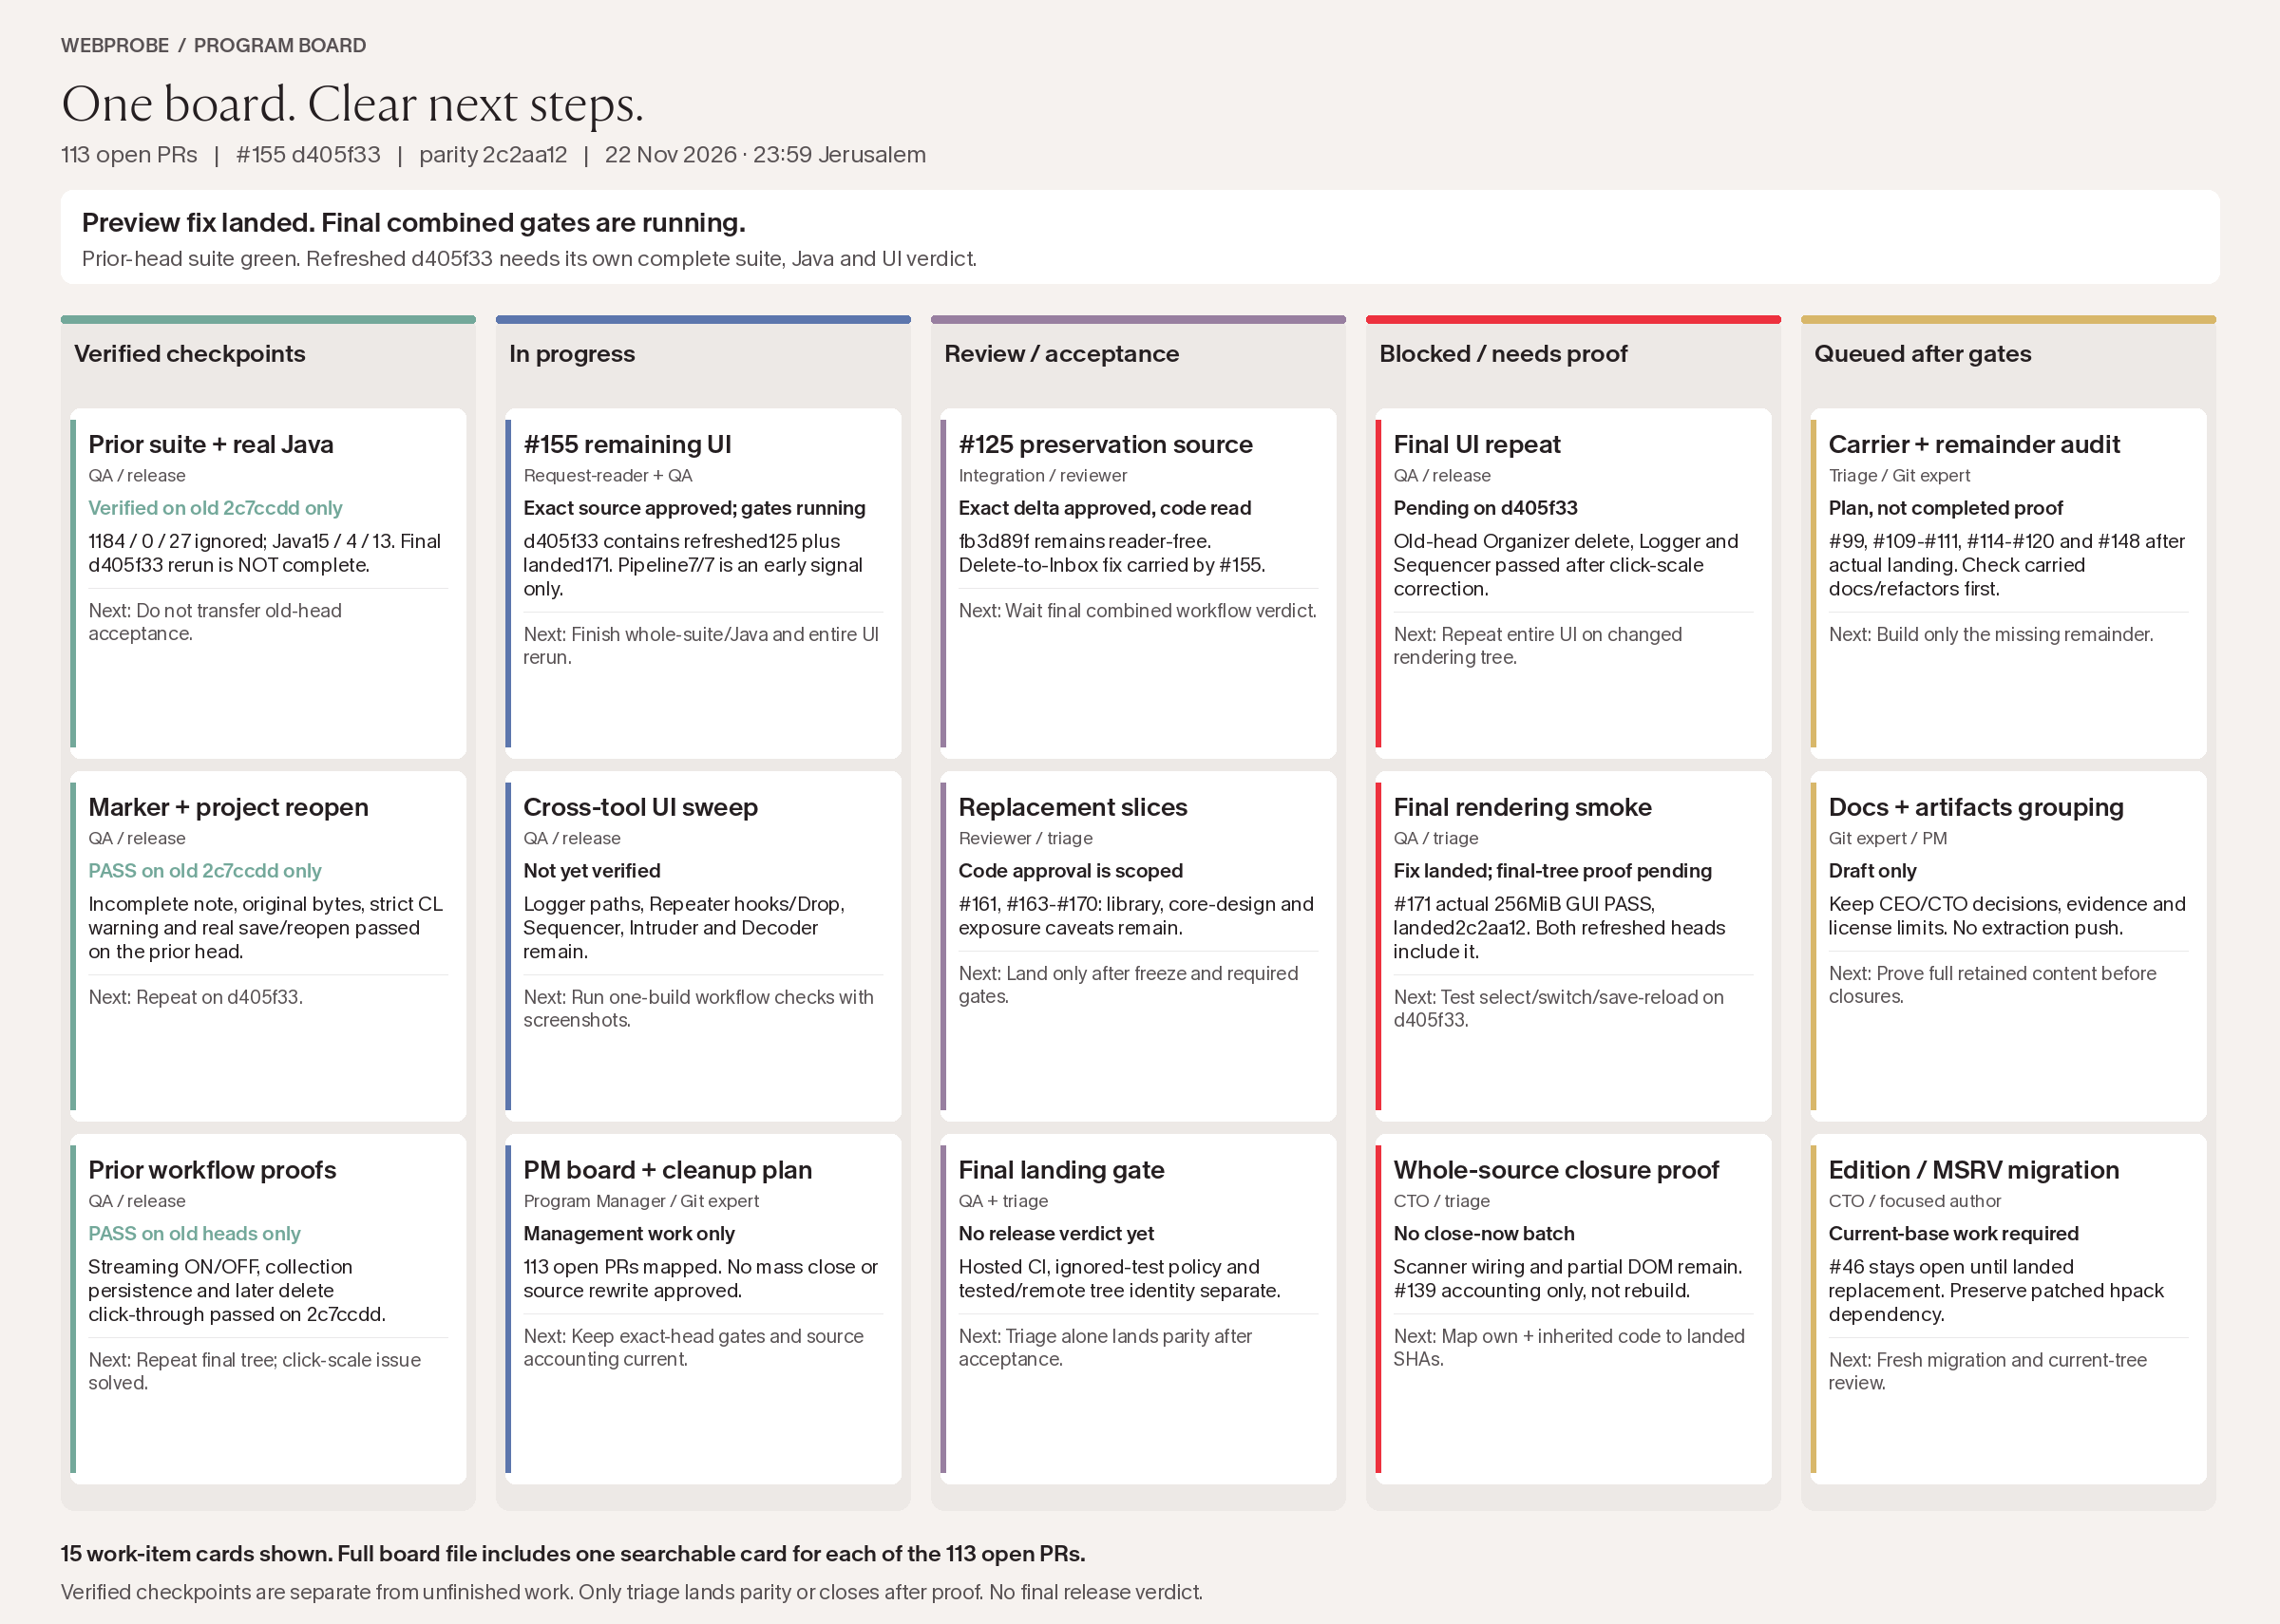 WEBPROBE / PROGRAM BOARD
One board. Clear next steps.
113 open PRs | #155 d405f33 | parity 2c2aa12 | 22 Nov 2026 · 23:59 Jerusalem
Preview fix landed. Final combined gates are running.
Prior-head suite green. Refreshed d405f33 needs its own complete suite, Java and UI verdict.
Verified checkpoints
Prior suite + real Java
QA / release
Verified on old 2c7ccdd only
1184 / 0 / 27 ignored; Java15 / 4 / 13. Final
d405f33 rerun is NOT complete.
Next: Do not transfer old-head
acceptance.
Marker + project reopen
QA / release
PASS on old 2c7ccdd only
Incomplete note, original bytes, strict CL
warning and real save/reopen passed
on the prior head.
Next: Repeat on d405f33.
Prior workflow proofs
QA / release
PASS on old heads only
Streaming ON/OFF, collection
persistence and later delete
click-through passed on 2c7ccdd.
Next: Repeat final tree; click-scale issue
solved.
In progress
#155 remaining UI
Request-reader + QA
Exact source approved; gates running
d405f33 contains refreshed125 plus
landed171. Pipeline7/7 is an early signal
only.
Next: Finish whole-suite/Java and entire UI
rerun.
Cross-tool UI sweep
QA / release
Not yet verified
Logger paths, Repeater hooks/Drop,
Sequencer, Intruder and Decoder
remain.
Next: Run one-build workflow checks with
screenshots.
PM board + cleanup plan
Program Manager / Git expert
Management work only
113 open PRs mapped. No mass close or
source rewrite approved.
Next: Keep exact-head gates and source
accounting current.
Review / acceptance
#125 preservation source
Integration / reviewer
Exact delta approved, code read
fb3d89f remains reader-free.
Delete-to-Inbox fix carried by #155.
Next: Wait final combined workflow verdict.
Replacement slices
Reviewer / triage
Code approval is scoped
#161, #163-#170: library, core-design and
exposure caveats remain.
Next: Land only after freeze and required
gates.
Final landing gate
QA + triage
No release verdict yet
Hosted CI, ignored-test policy and
tested/remote tree identity separate.
Next: Triage alone lands parity after
acceptance.
Blocked / needs proof
Final UI repeat
QA / release
Pending on d405f33
Old-head Organizer delete, Logger and
Sequencer passed after click-scale
correction.
Next: Repeat entire UI on changed
rendering tree.
Final rendering smoke
QA / triage
Fix landed; final-tree proof pending
#171 actual 256MiB GUI PASS,
landed2c2aa12. Both refreshed heads
include it.
Next: Test select/switch/save-reload on
d405f33.
Whole-source closure proof
CTO / triage
No close-now batch
Scanner wiring and partial DOM remain.
#139 accounting only, not rebuild.
Next: Map own + inherited code to landed
SHAs.
Queued after gates
Carrier + remainder audit
Triage / Git expert
Plan, not completed proof
#99, #109-#111, #114-#120 and #148 after
actual landing. Check carried
docs/refactors first.
Next: Build only the missing remainder.
Docs + artifacts grouping
Git expert / PM
Draft only
Keep CEO/CTO decisions, evidence and
license limits. No extraction push.
Next: Prove full retained content before
closures.
Edition / MSRV migration
CTO / focused author
Current-base work required
#46 stays open until landed
replacement. Preserve patched hpack
dependency.
Next: Fresh migration and current-tree
review.
15 work-item cards shown. Full board file includes one searchable card for each of the 113 open PRs.
Verified checkpoints are separate from unfinished work. Only triage lands parity or closes after proof. No final release verdict.